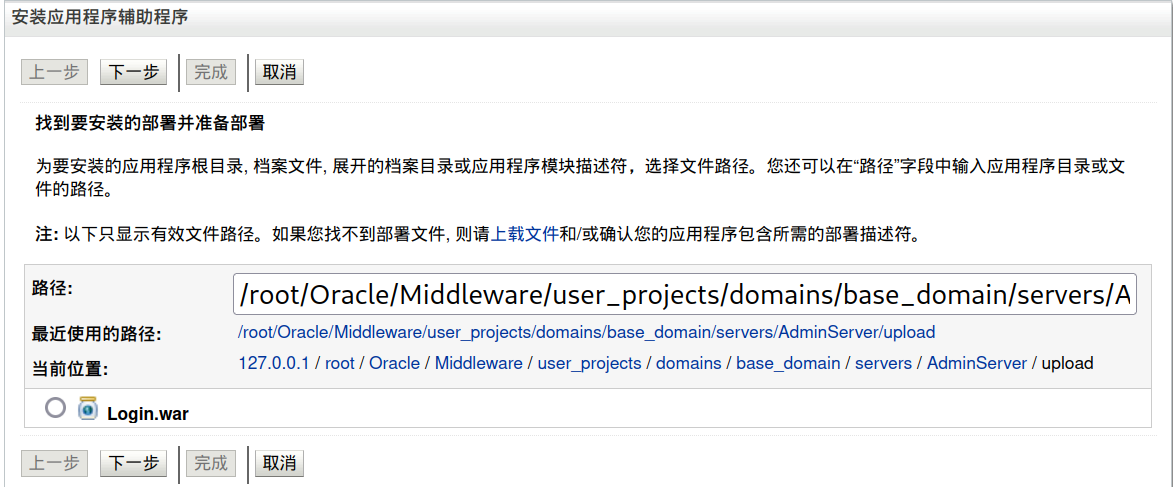 安装应用程序辅助程序
上一步 下一步 完成 取消
找到要安装的部署并准备部署
为要安装的应用程序根目录, 档案文件, 展开的档案目录或应用程序模块描述符，选择文件路径。您还可以在“路径”字段中输入应用程序目录或文
件的路径。
注: 以下只显示有效文件路径。如果您找不到部署文件, 则请上载文件和/或确认您的应用程序包含所需的部署描述符。
路径: /root/Oracle/Middleware/user_projects/domains/base_domain/servers/A
最近使用的路径: /root/Oracle/Middleware/user_projects/domains/base_domain/servers/AdminServer/upload
当前位置: 127.0.0.1 / root / Oracle / Middleware / user_projects / domains / base_domain / servers / AdminServer / upload
Login.war
上一步 下一步 完成 取消